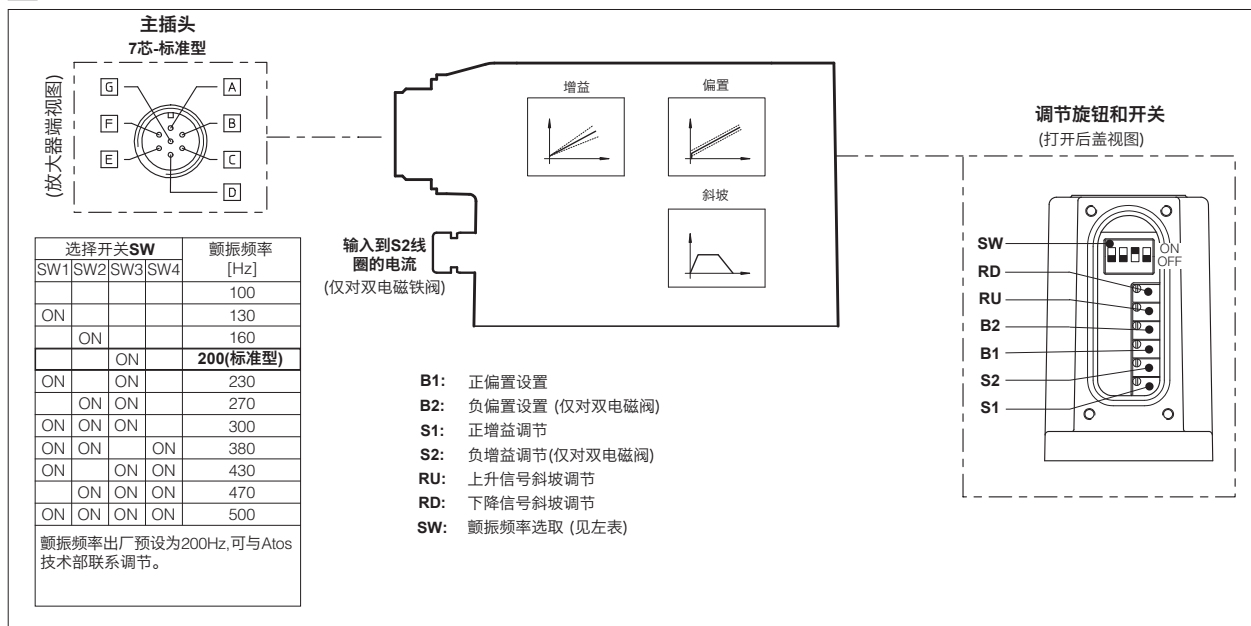 主插头
7芯-标准型
(放大器端视图)
G
A
F
B
E
C
D
增益
偏置
斜坡
输入到S2线
圈的电流
(仅对双电磁铁阀)
调节旋钮和开关
(打开后盖视图)
SW
ON
OFF
RD
RU
B2
B1
S2
S1
选择开关SW 颤振频率
[Hz]
SW1 SW2 SW3 SW4
100
ON 130
ON 160
ON 200(标准型)
ON ON 230
ON ON 270
ON ON ON 300
ON ON ON 380
ON ON ON 430
ON ON ON 470
ON ON ON ON 500
颤振频率出厂预设为200Hz,可与Atos
技术部联系调节。
B1: 正偏置设置
B2: 负偏置设置 (仅对双电磁阀)
S1: 正增益调节
S2: 负增益调节(仅对双电磁阀)
RU: 上升信号斜坡调节
RD: 下降信号斜坡调节
SW: 颤振频率选取 (见左表)